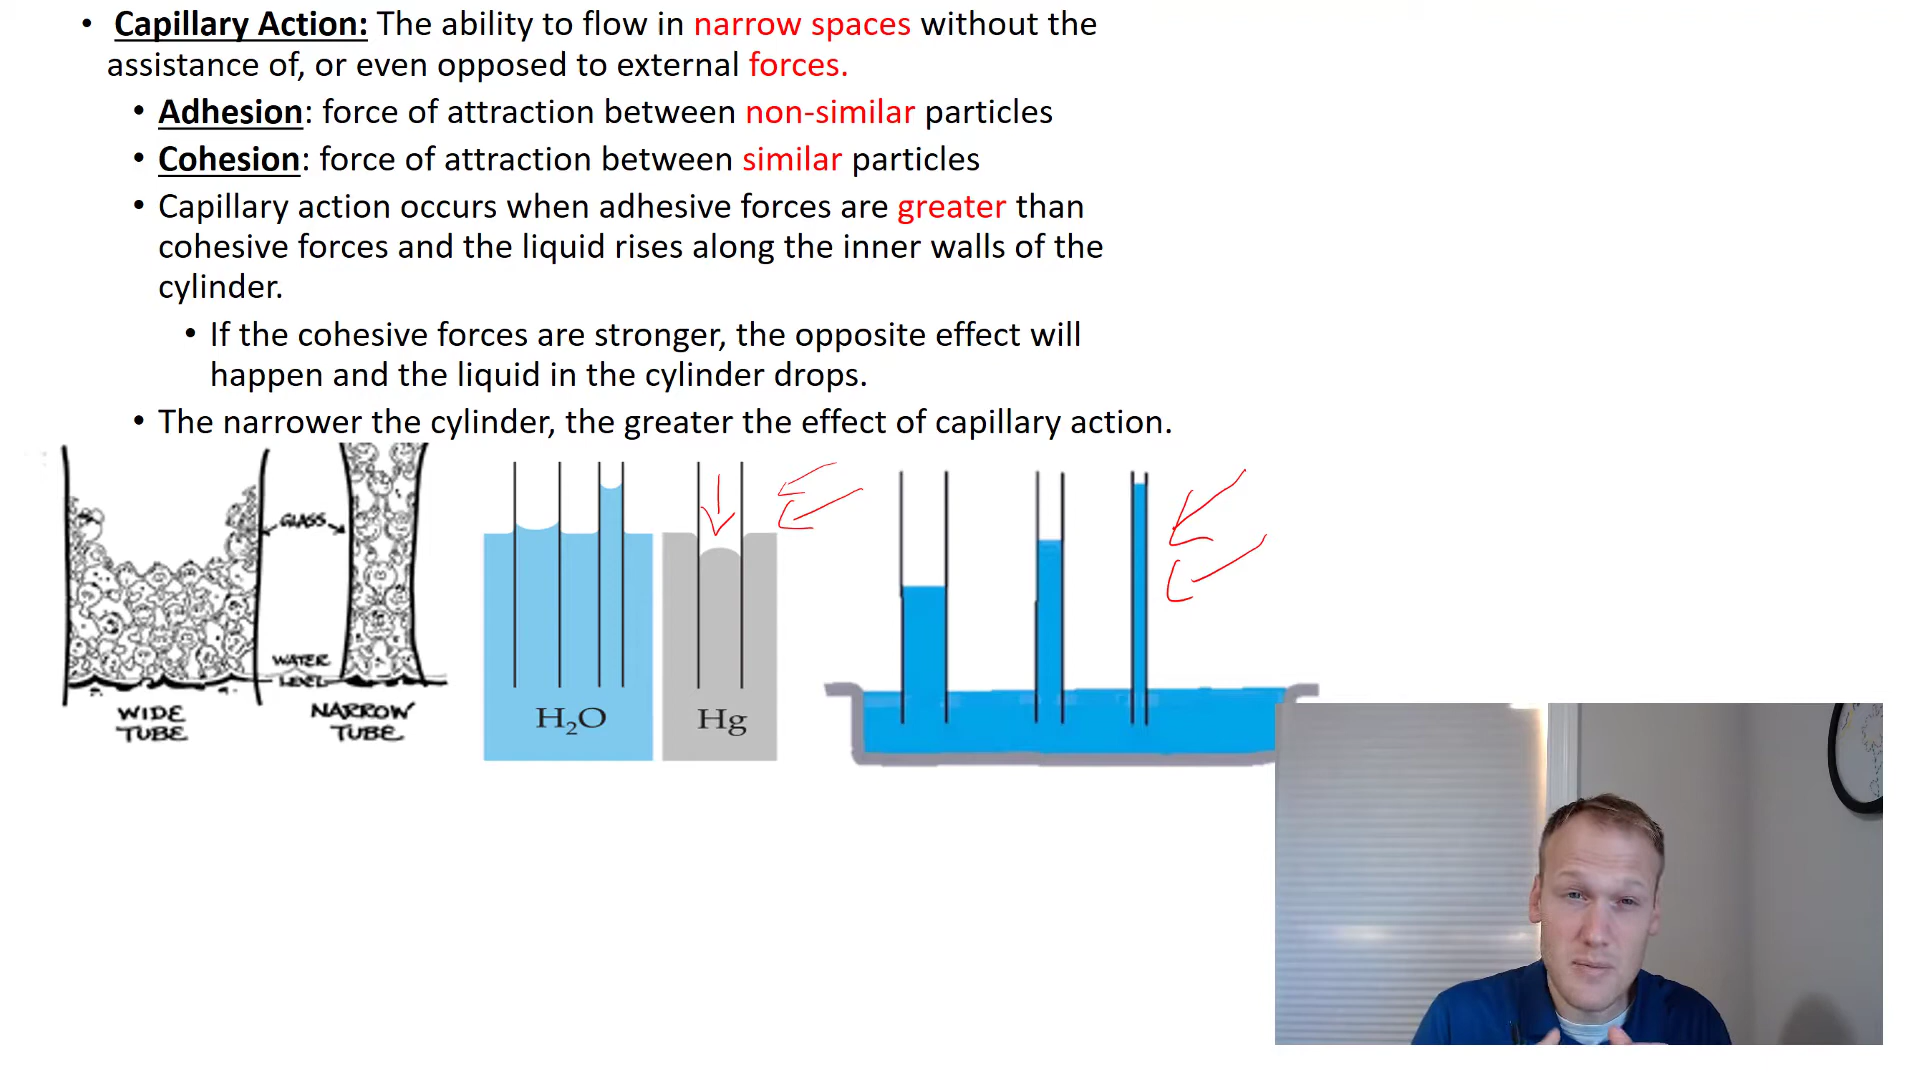 • Capillary Action: The ability to flow in narrow spaces without the
assistance of, or even opposed to external forces.
• Adhesion: force of attraction between non-similar particles
• Cohesion: force of attraction between similar particles
• Capillary action occurs when adhesive forces are greater than
cohesive forces and the liquid rises along the inner walls of the
cylinder.
• If the cohesive forces are stronger, the opposite effect will
happen and the liquid in the cylinder drops.
• The narrower the cylinder, the greater the effect of capillary action.
GLASS
WATER
LEVEL
WIDE
TUBE
NARROW
TUBE
H₂O
Hg